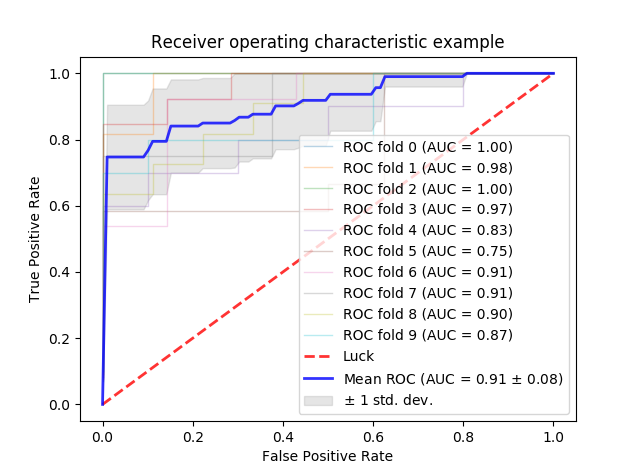 Receiver operating characteristic example
True Positive Rate
1.0
0.8
0.6
0.4
0.2
0.0
ROC fold 0 (AUC = 1.00)
ROC fold 1 (AUC = 0.98)
ROC fold 2 (AUC = 1.00)
ROC fold 3 (AUC = 0.97)
ROC fold 4 (AUC = 0.83)
ROC fold 5 (AUC = 0.75)
ROC fold 6 (AUC = 0.91)
ROC fold 7 (AUC = 0.91)
ROC fold 8 (AUC = 0.90)
ROC fold 9 (AUC = 0.87)
Luck
Mean ROC (AUC = 0.91 ± 0.08)
± 1 std. dev.
0.0 0.2 0.4 0.6 0.8 1.0
False Positive Rate